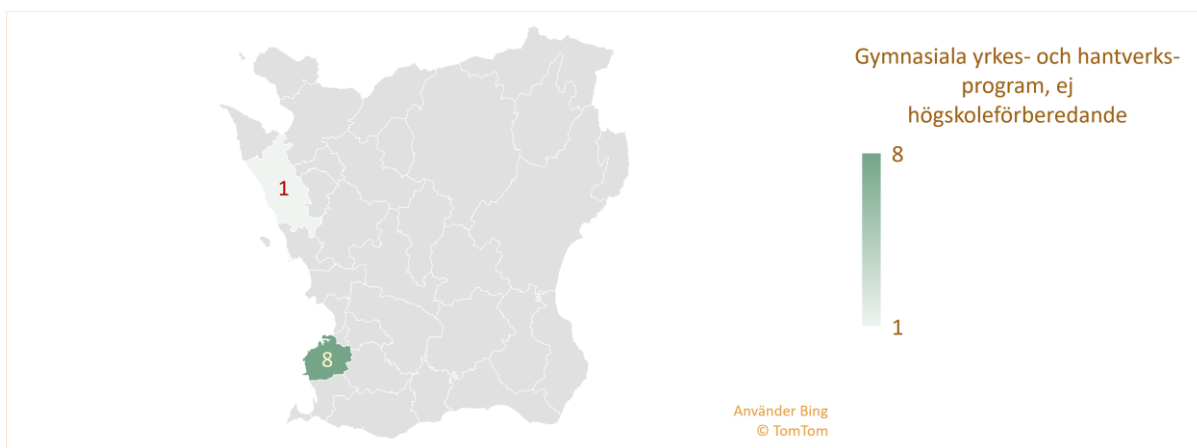 Gymnasiala yrkes- och hantverks-
program, ej
högskoleförberedande
8
1
1
8
Använder Bing
© TomTom